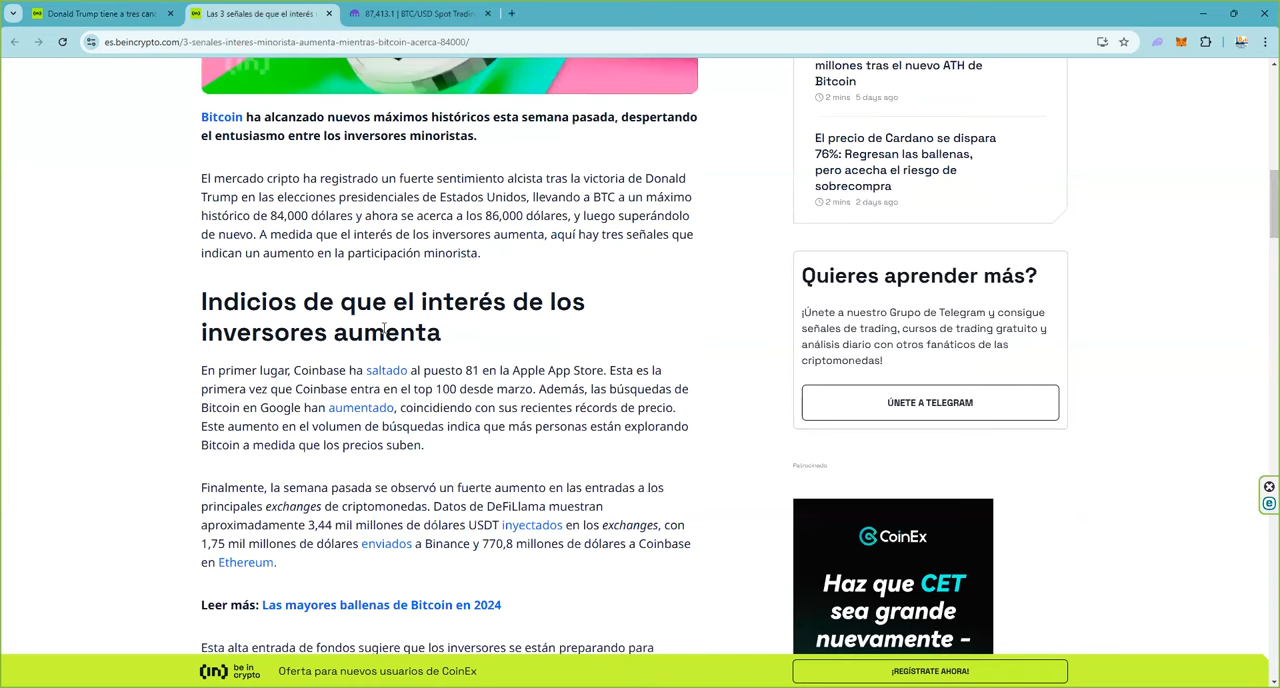 Donald Trump tiene a tres can
Las 3 señales de que el interés
87,413.1 | BTC/USD Spot Tradin
es.beincrypto.com/3-senales-interes-minorista-aumenta-mientras-bitcoin-acerca-84000/
Bitcoin ha alcanzado nuevos máximos históricos esta semana pasada, despertando
el entusiasmo entre los inversores minoristas.
El mercado cripto ha registrado un fuerte sentimiento alcista tras la victoria de Donald
Trump en las elecciones presidenciales de Estados Unidos, llevando a BTC a un máximo
histórico de 84,000 dólares y ahora se acerca a los 86,000 dólares, y luego superándolo
de nuevo. A medida que el interés de los inversores aumenta, aquí hay tres señales que
indican un aumento en la participación minorista.
Indicios de que el interés de los
inversores aumenta
En primer lugar, Coinbase ha saltado al puesto 81 en la Apple App Store. Esta es la
primera vez que Coinbase entra en el top 100 desde marzo. Además, las búsquedas de
Bitcoin en Google han aumentado, coincidiendo con sus recientes récords de precio.
Este aumento en el volumen de búsquedas indica que más personas están explorando
Bitcoin a medida que los precios suben.
Finalmente, la semana pasada se observó un fuerte aumento en las entradas a los
principales exchanges de criptomonedas. Datos de DeFiLlama muestran
aproximadamente 3,44 mil millones de dólares USDT inyectados en los exchanges, con
1,75 mil millones de dólares enviados a Binance y 770,8 millones de dólares a Coinbase
en Ethereum.
Leer más: Las mayores ballenas de Bitcoin en 2024
Esta alta entrada de fondos sugiere que los inversores se están preparando para
millones tras el nuevo ATH de
Bitcoin
2 mins 5 days ago
El precio de Cardano se dispara
76%: Regresan las ballenas,
pero acecha el riesgo de
sobrecompra
2 mins 2 days ago
Quieres aprender más?
¡Únete a nuestro Grupo de Telegram y consigue
señales de trading, cursos de trading gratuito y
análisis diario con otros fanáticos de las
criptomonedas!
ÚNETE A TELEGRAM
Patrocinado
CoinEx
Haz que CET
sea grande
nuevamente –
(in) be in
crypto
Oferta para nuevos usuarios de CoinEx
¡REGÍSTRATE AHORA!